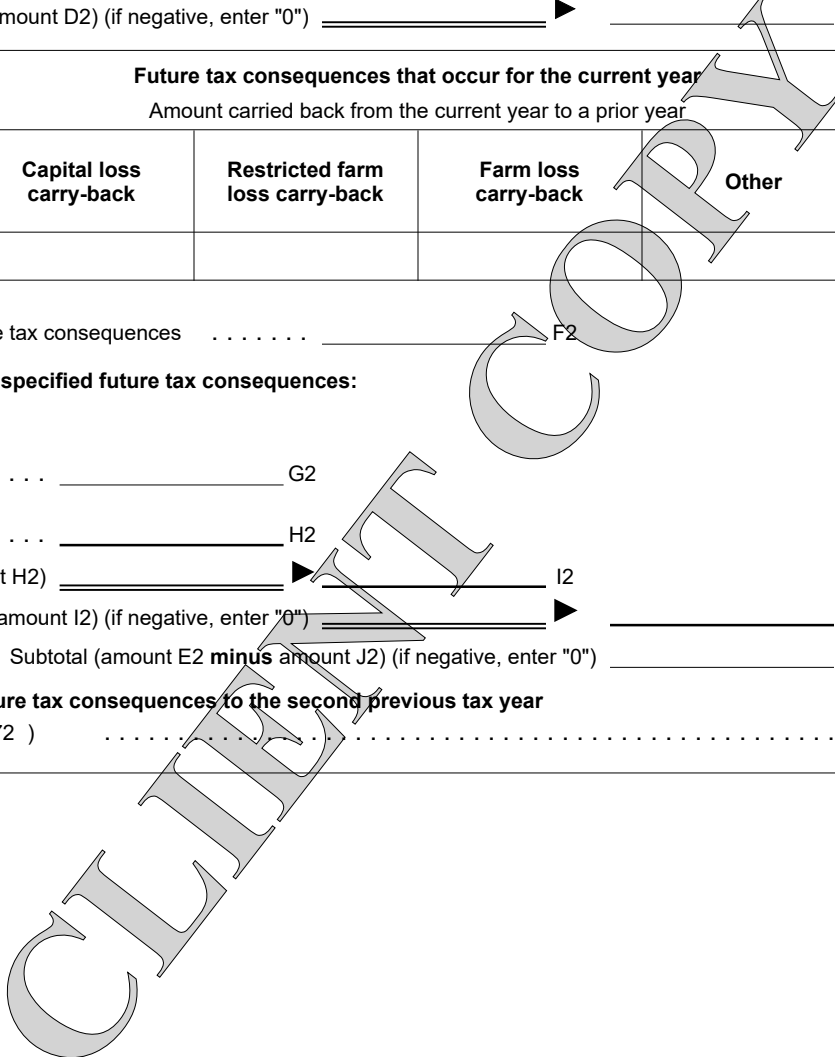 mount D2) (if negative, enter "0")
Future tax consequences that occur for the current year
Amount carried back from the current year to a prior year
Capital loss carry-back
Restricted farm loss carry-back
Farm loss carry-back
Other
e tax consequences . . . . . . . F2
specified future tax consequences:
. . . G2
. . . H2
t H2) I2
amount I2) (if negative, enter "0")
Subtotal (amount E2 minus amount J2) (if negative, enter "0")
ure tax consequences to the second previous tax year
Y2 ) . . . . . . . . . . . . . . . . . . . . . . . . . . . . . . . . . . . . . . . . . . . . . . . . . . . . . . . .
CLIENT COPY